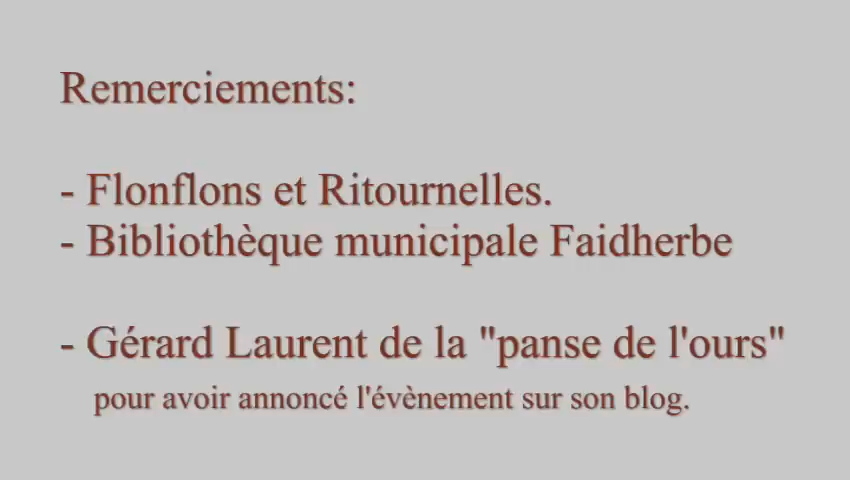 Remerciements:
- Flonflons et Ritournelles.
- Bibliothèque municipale Faidherbe
- Gérard Laurent de la "panse de l'ours"
pour avoir annoncé l'évènement sur son blog.